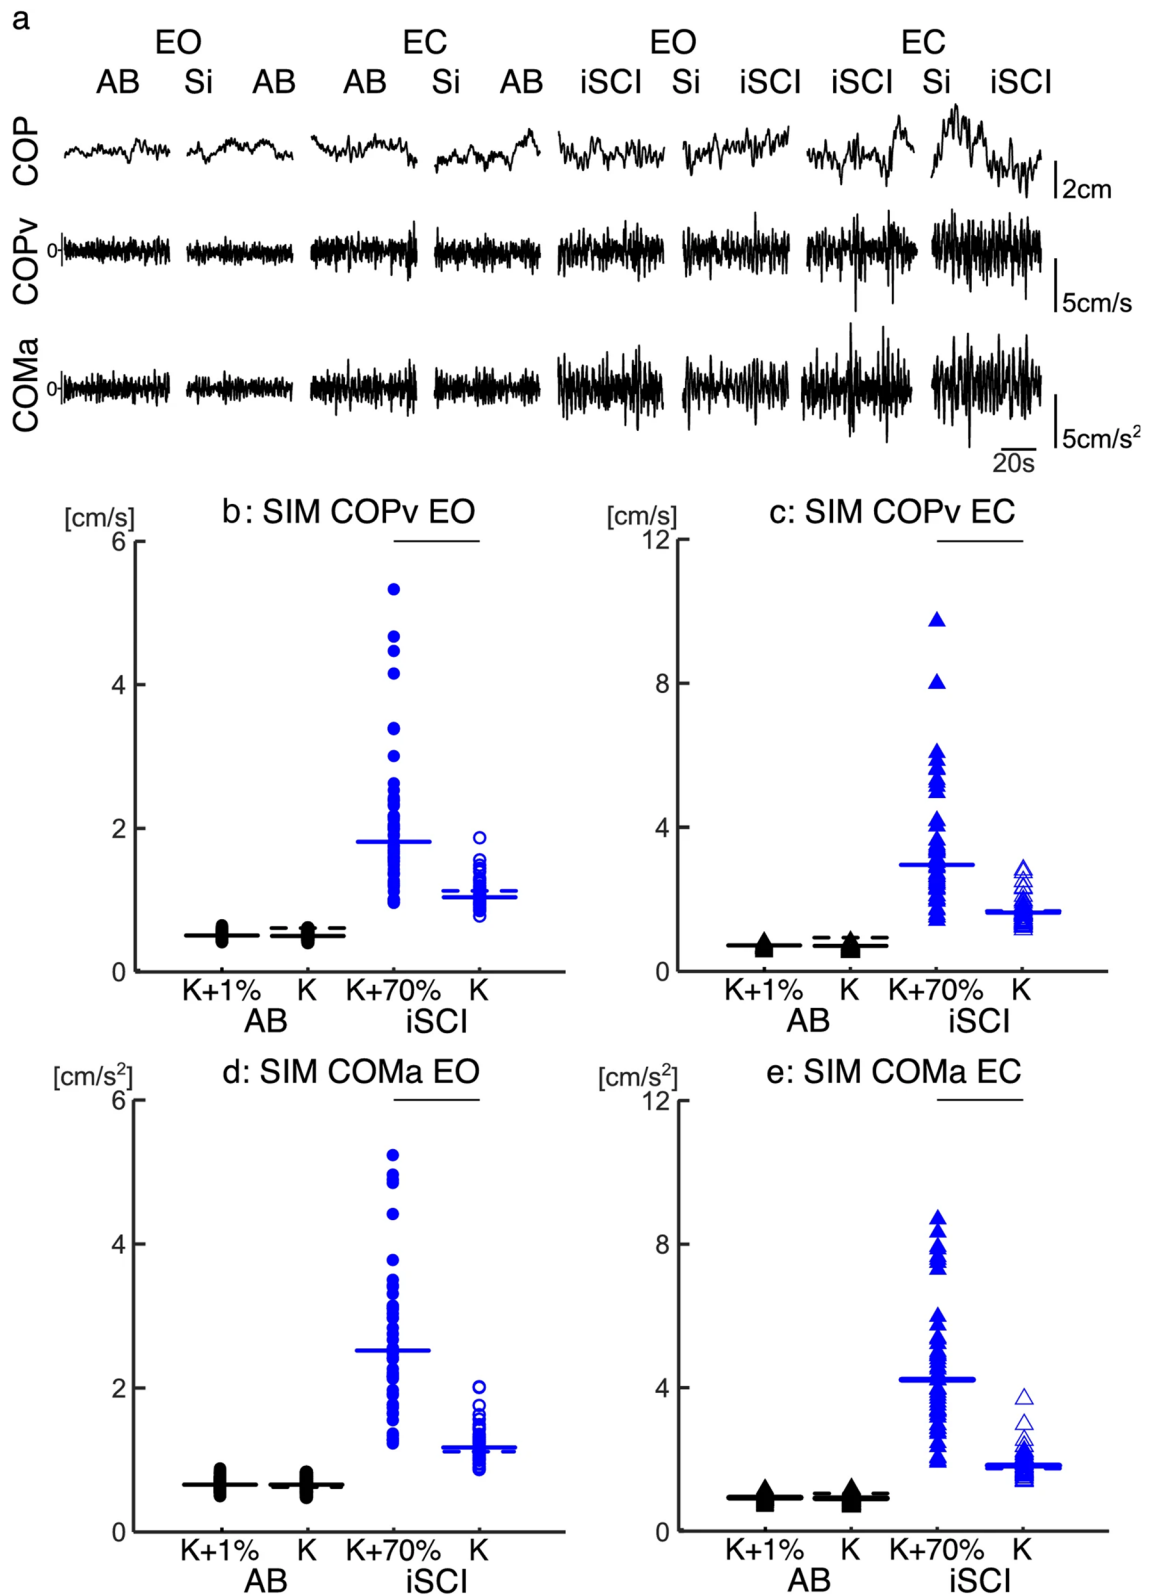 a
EO EC EO EC
AB Si AB AB Si AB iSCI Si iSCI iSCI Si iSCI
COP
2cm
COPv
0
5cm/s
COMa
0
5cm/s²
20s
b: SIM COPv EO
[cm/s]
6
4
2
0
K+1% K K+70% K
AB iSCI
c: SIM COPv EC
[cm/s]
12
8
4
0
K+1% K K+70% K
AB iSCI
d: SIM COMa EO
[cm/s²]
6
4
2
0
K+1% K K+70% K
AB iSCI
e: SIM COMa EC
[cm/s²]
12
8
4
0
K+1% K K+70% K
AB iSCI